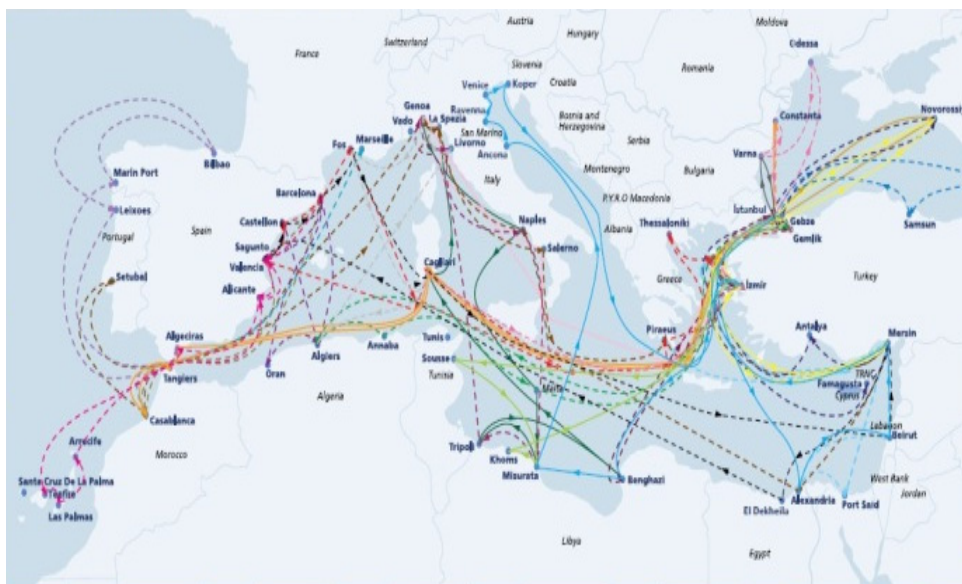 Austria
Moldova
Switzerland
Hungary
Odessa
France
Slovenia
Romania
Venice
Koper
Croatia
Genoa
Ravenna
Vado
La Spezia
San Marino
Bosnia and
Herzegovina
Constanta
Fos
Marseille
Livorno
Serbia
Ancona
Bilbao
Varna
Marin Port
Italy
Montenegro
Bulgaria
Barcelona
Leixoes
P.Y.R.O Macedonia
İstanbul
Castellon
Naples
Gebze
Thessaloniki
Albania
Gemlik
Portugal
Spain
Sagunto
Salerno
Valencia
Cagliari
Setubal
Greece
Turkey
Alicante
İzmir
Algeciras
Piraeus
Antalya
Mersin
Tunis
Annaba
Algiers
Sousse
Tangiers
Oran
Tunisia
TRNC
Famagusta
Cyprus
Malta
Algeria
Casablanca
Lebanon
Beirut
Arrecife
Tripoli
Khoms
Morocco
Misurata
Benghazi
West Bank
Santa Cruz De La Palma
Jordan
Las Palmas
El Dekheila
Alexandria
Port Said
Libya
Egypt
Samsun